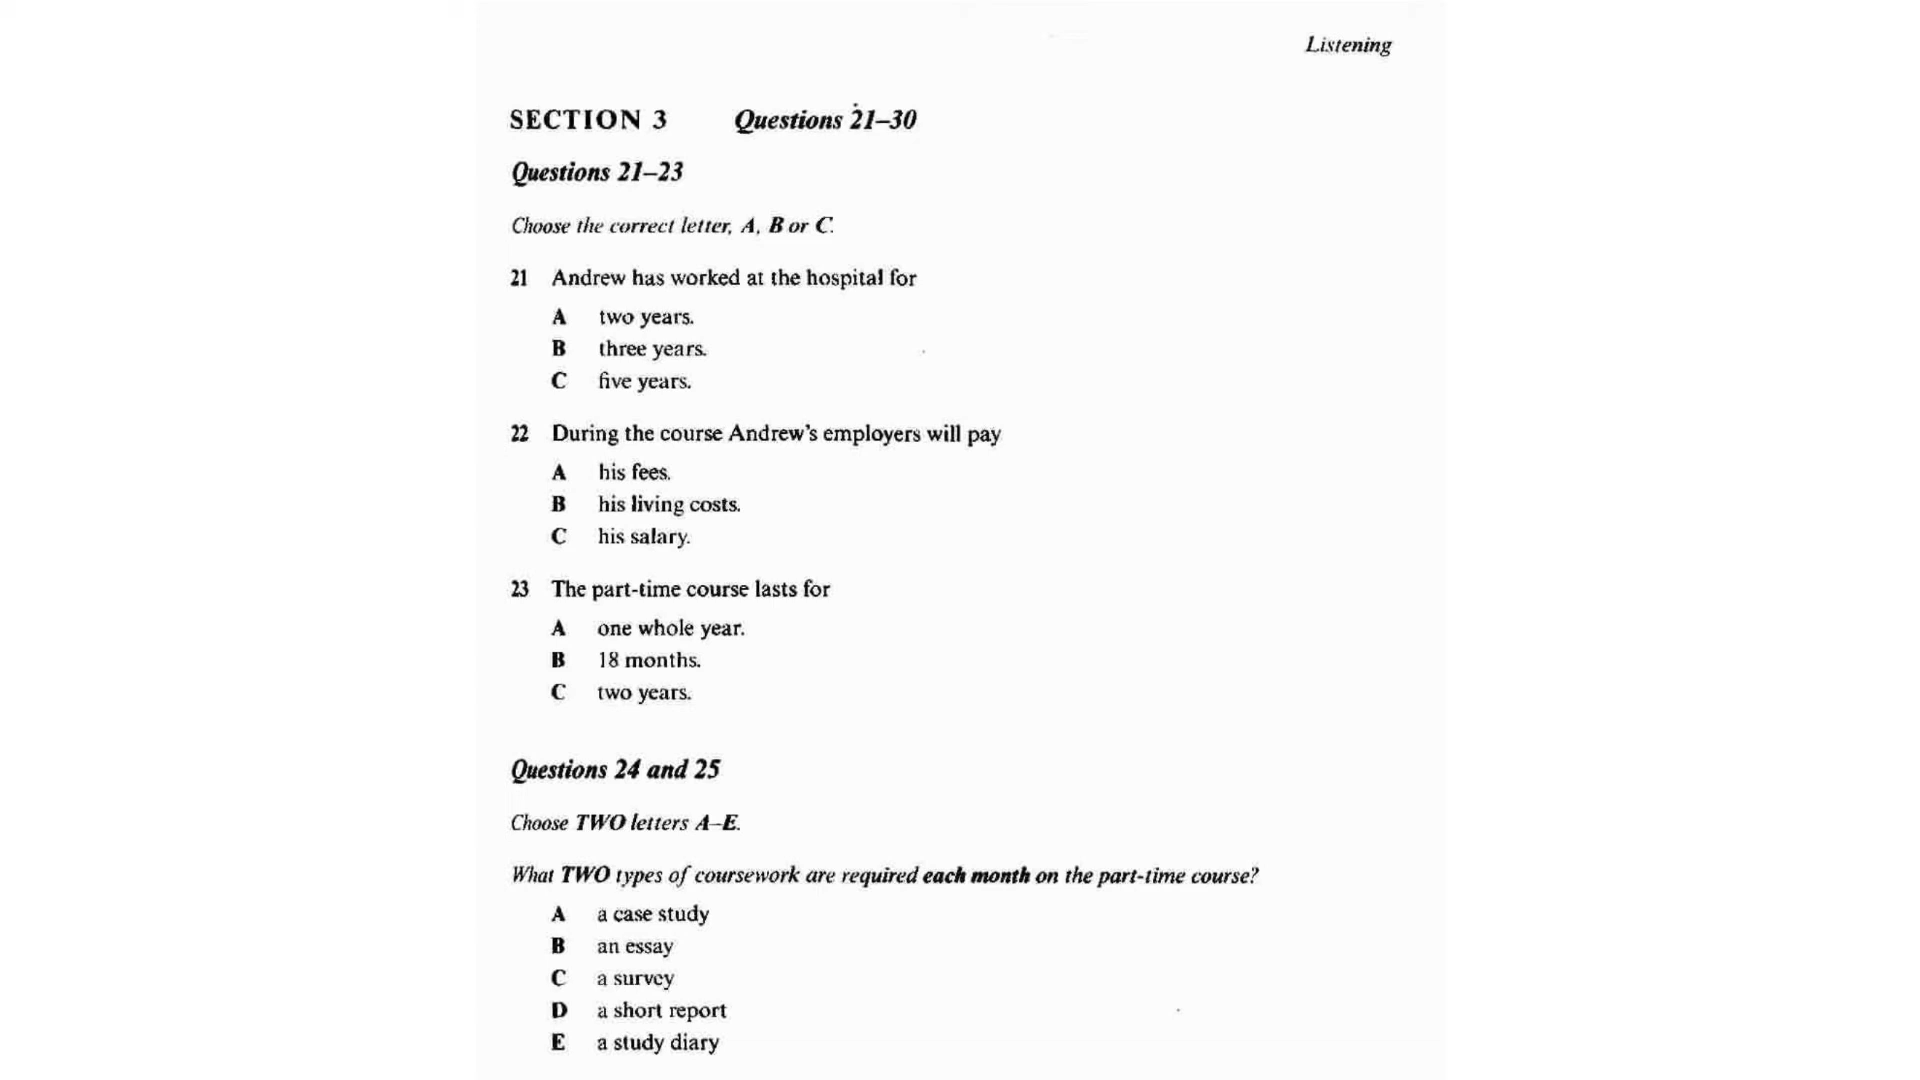 Listening
SECTION 3 Questions 21–30
Questions 21–23
Choose the correct letter, A, B or C.
21 Andrew has worked at the hospital for
A two years.
B three years.
C five years.
22 During the course Andrew's employers will pay
A his fees.
B his living costs.
C his salary.
23 The part-time course lasts for
A one whole year.
B 18 months.
C two years.
Questions 24 and 25
Choose TWO letters A–E.
What TWO types of coursework are required each month on the part-time course?
A a case study
B an essay
C a survey
D a short report
E a study diary